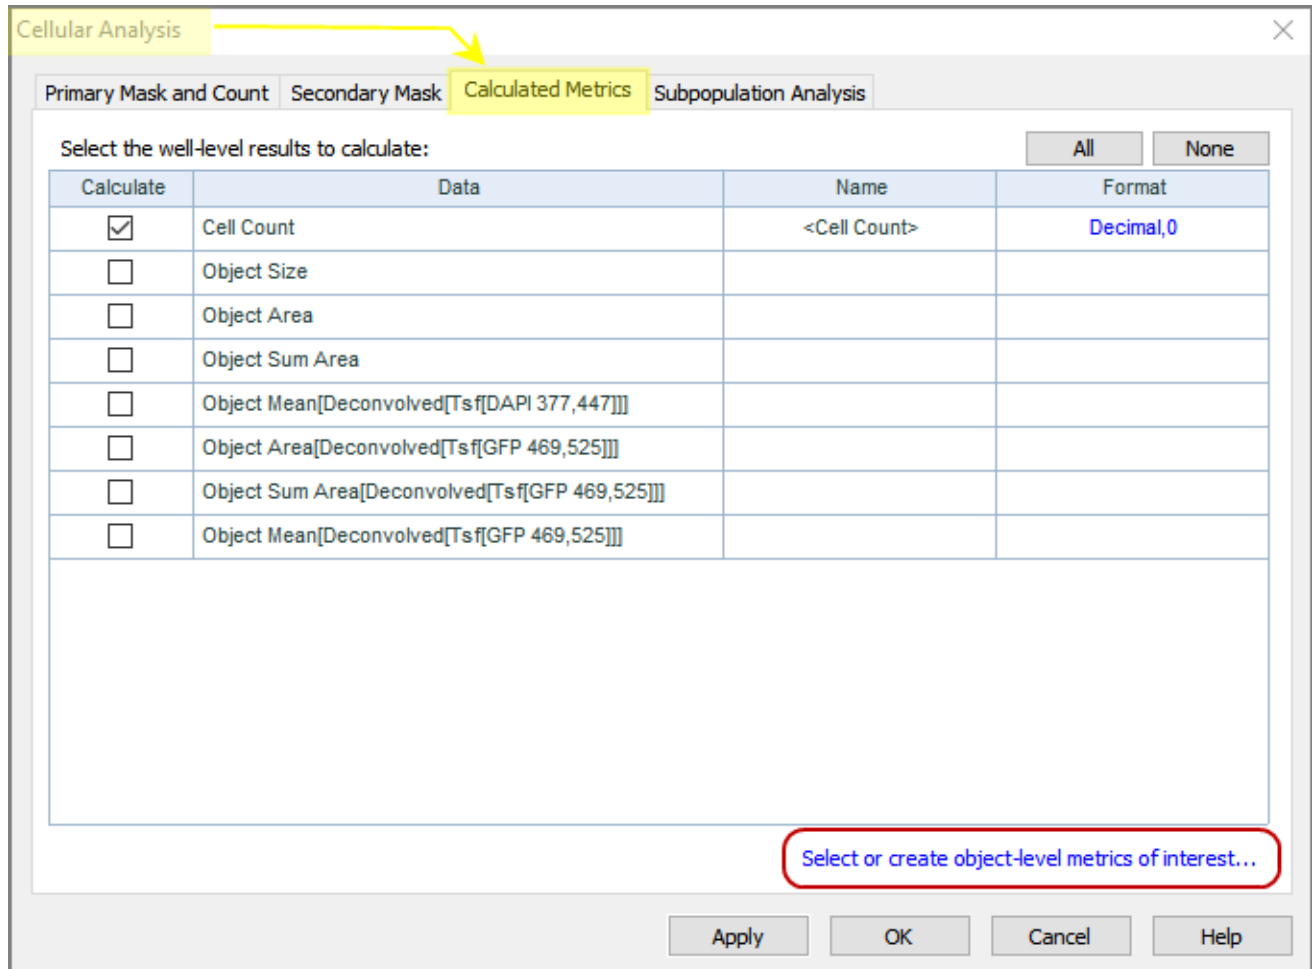 Cellular Analysis
Primary Mask and Count Secondary Mask Calculated Metrics Subpopulation Analysis
Select the well-level results to calculate: All None
Calculate Data Name Format
Cell Count <Cell Count> Decimal,0
Object Size
Object Area
Object Sum Area
Object Mean[Deconvolved[Tsf[DAPI 377,447]]]
Object Area[Deconvolved[Tsf[GFP 469,525]]]
Object Sum Area[Deconvolved[Tsf[GFP 469,525]]]
Object Mean[Deconvolved[Tsf[GFP 469,525]]]
Select or create object-level metrics of interest...
Apply OK Cancel Help